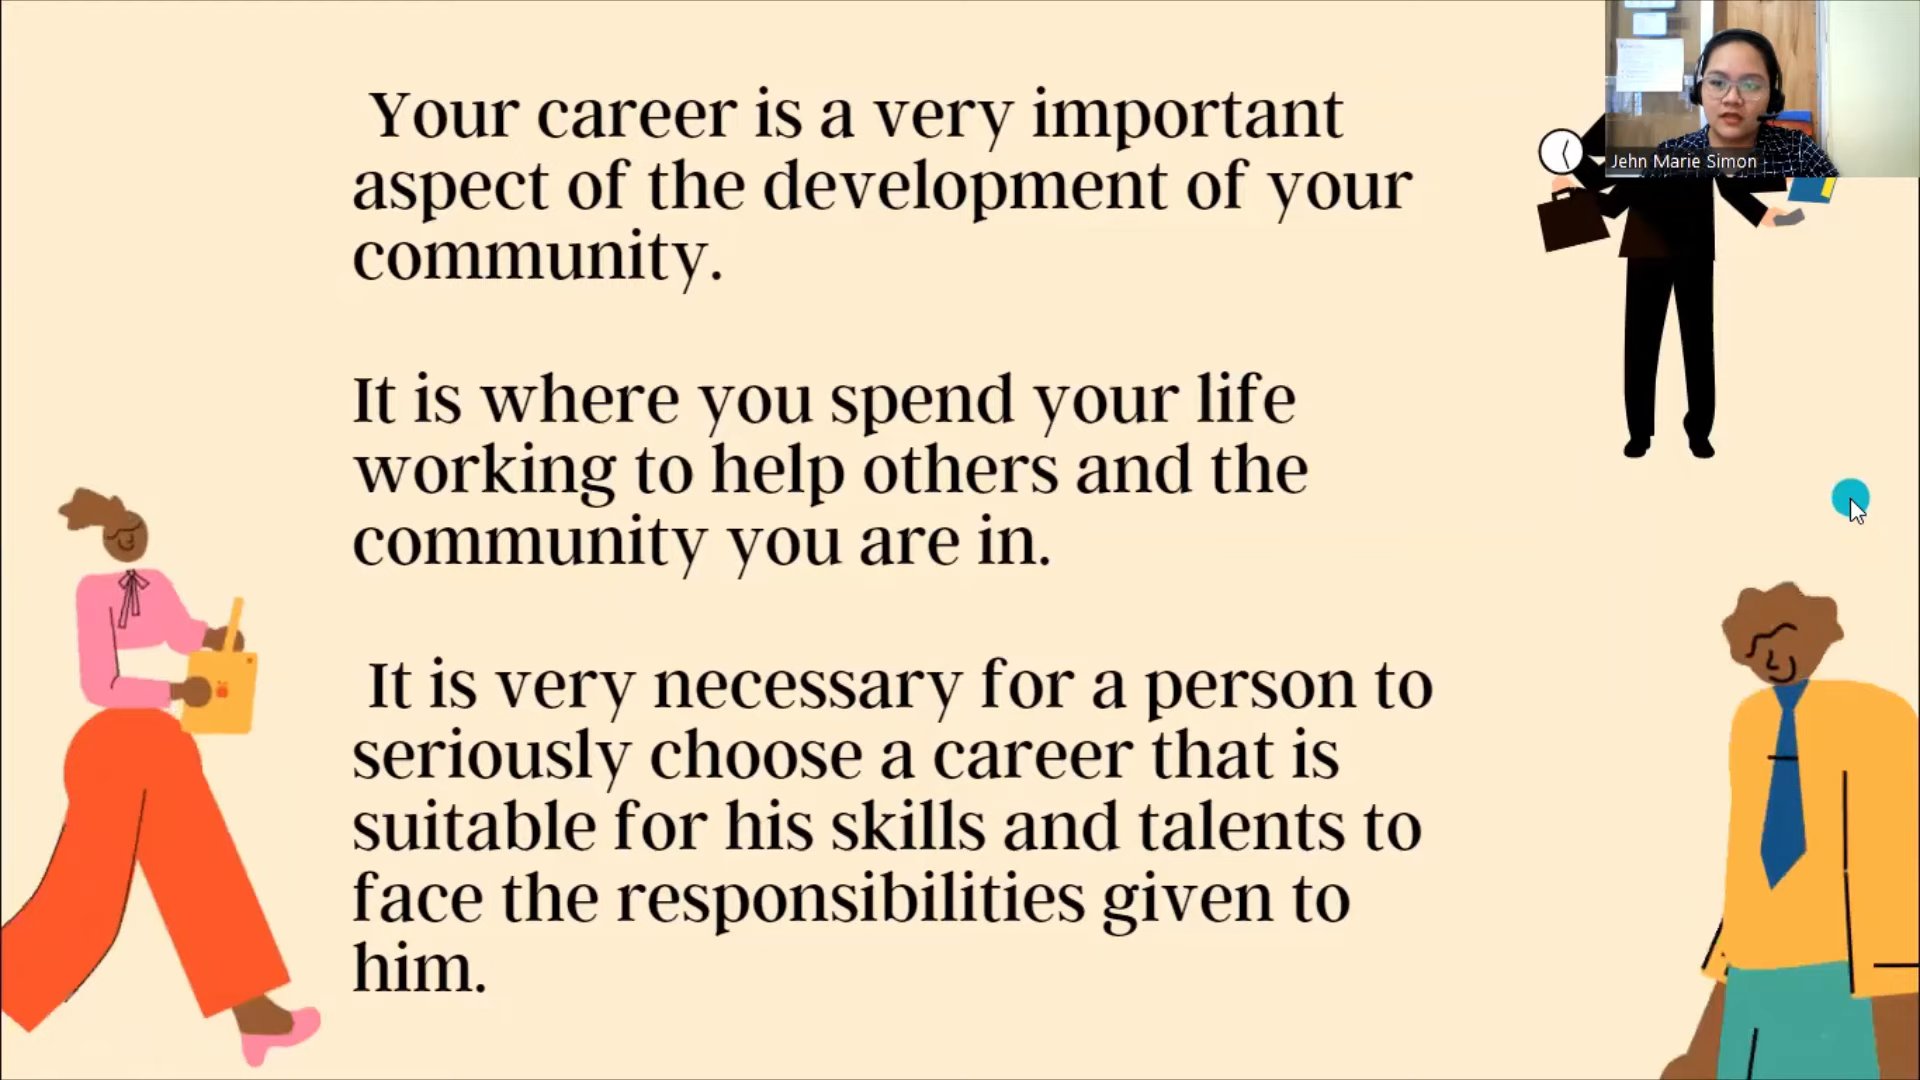 Your career is a very important
aspect of the development of your
community.
It is where you spend your life
working to help others and the
community you are in.
It is very necessary for a person to
seriously choose a career that is
suitable for his skills and talents to
face the responsibilities given to
him.
Jehn Marie Simon